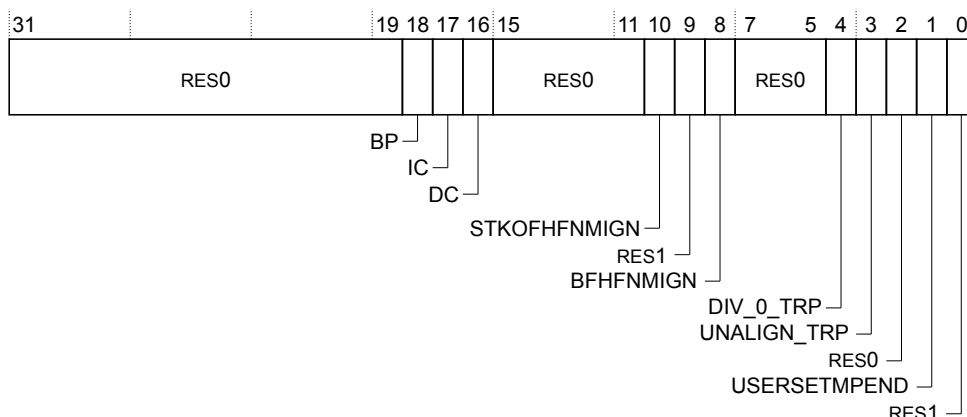 31 19 18 17 16 15 11 10 9 8 7 5 4 3 2 1 0
RES0 RES0 RES0
BP
IC
DC
STKOFHFNMIGN
RES1
BFHFNMIGN
DIV_0_TRP
UNALIGN_TRP
RES0
USERSETMPEND
RES1